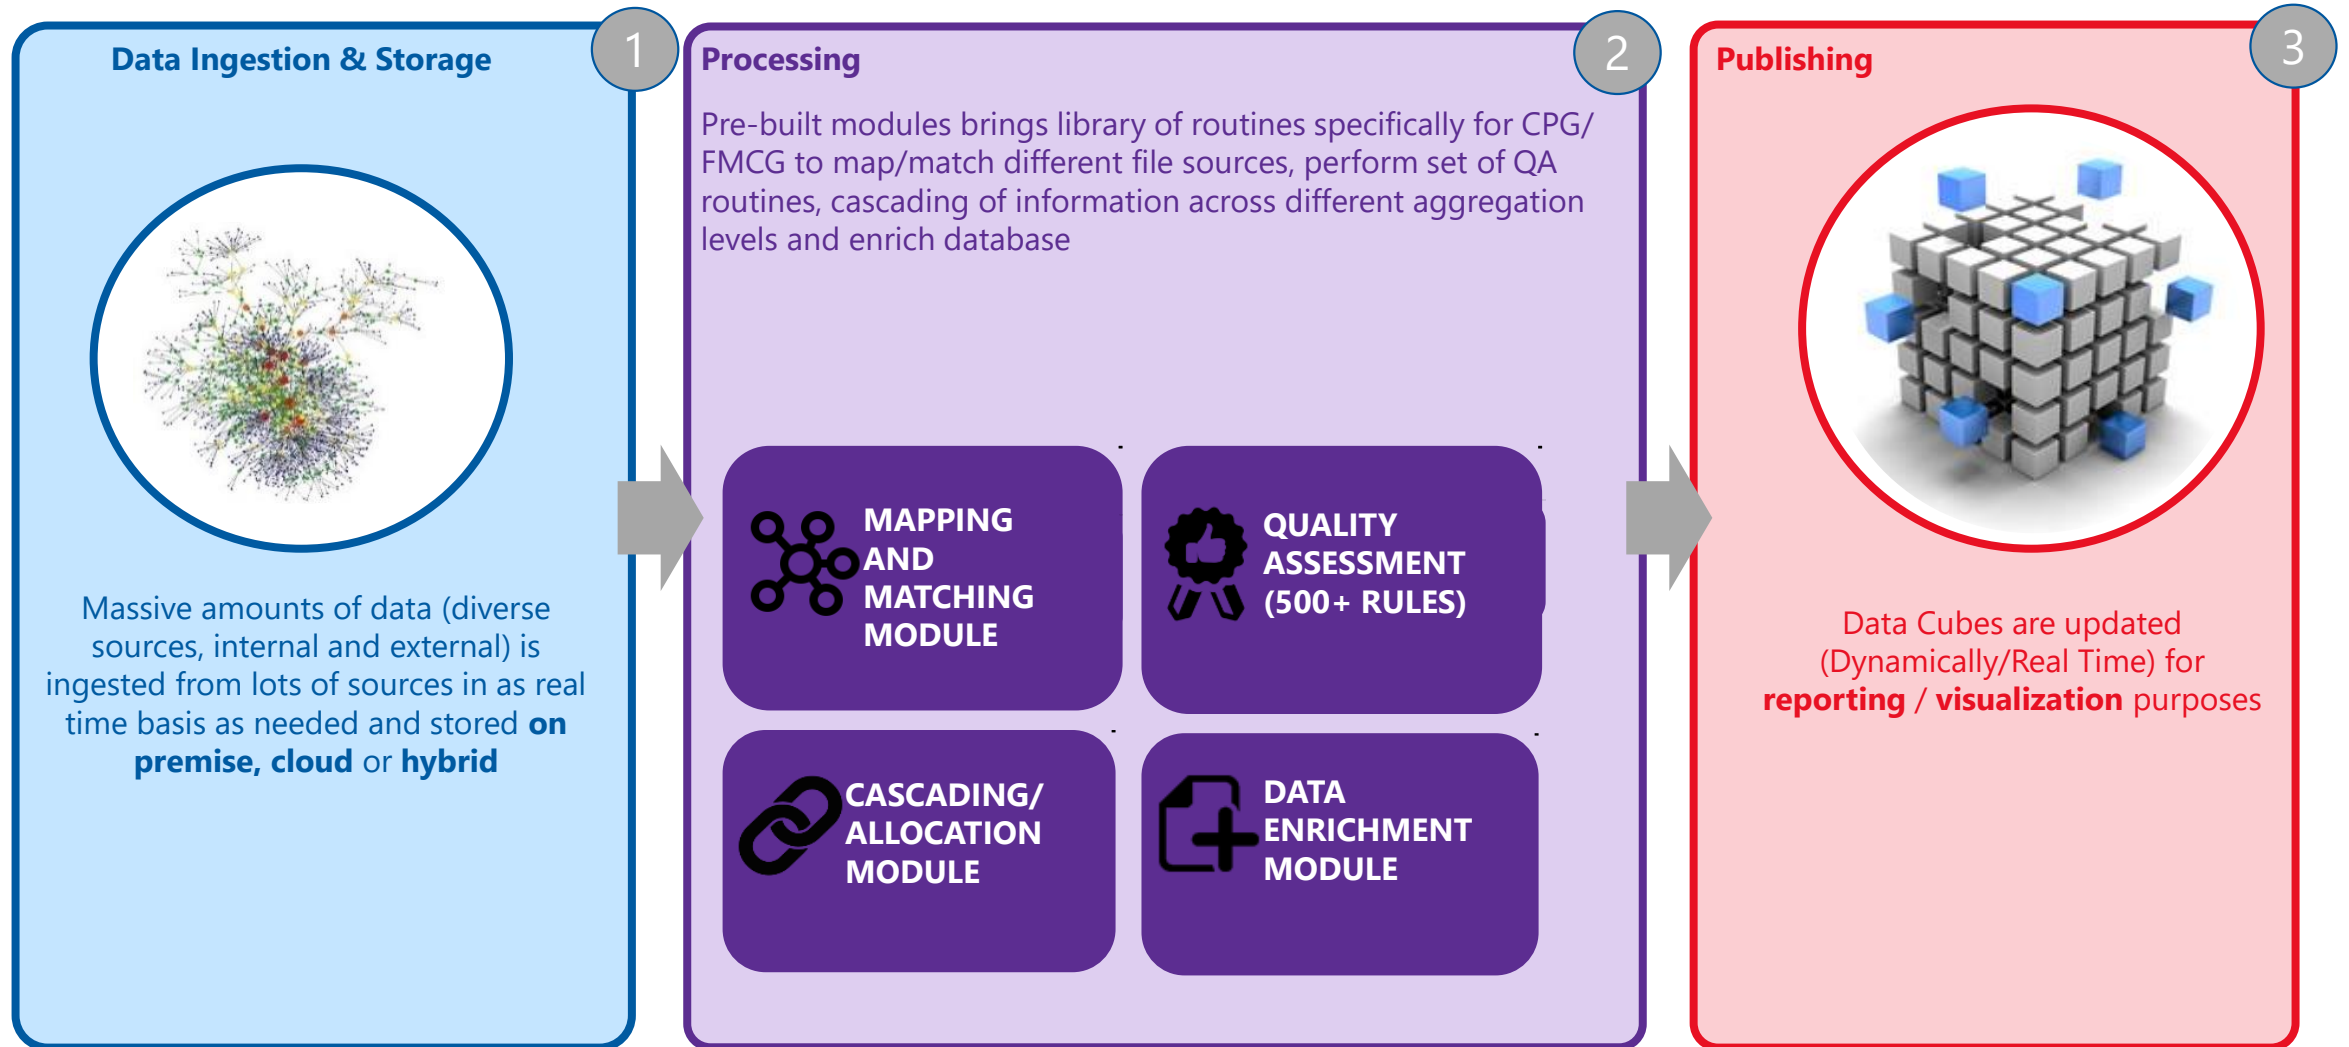 Data Ingestion & Storage
1
Massive amounts of data (diverse
sources, internal and external) is
ingested from lots of sources in as real
time basis as needed and stored on
premise, cloud or hybrid
Processing
2
Pre-built modules brings library of routines specifically for CPG/
FMCG to map/match different file sources, perform set of QA
routines, cascading of information across different aggregation
levels and enrich database
MAPPING
AND
MATCHING
MODULE
QUALITY
ASSESSMENT
(500+ RULES)
CASCADING/
ALLOCATION
MODULE
DATA
ENRICHMENT
MODULE
Publishing
3
Data Cubes are updated
(Dynamically/Real Time) for
reporting / visualization purposes